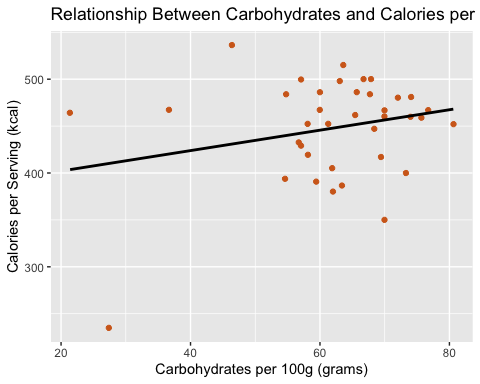 Relationship Between Carbohydrates and Calories per
500
400
300
Calories per Serving (kcal)
20
40
60
80
Carbohydrates per 100g (grams)